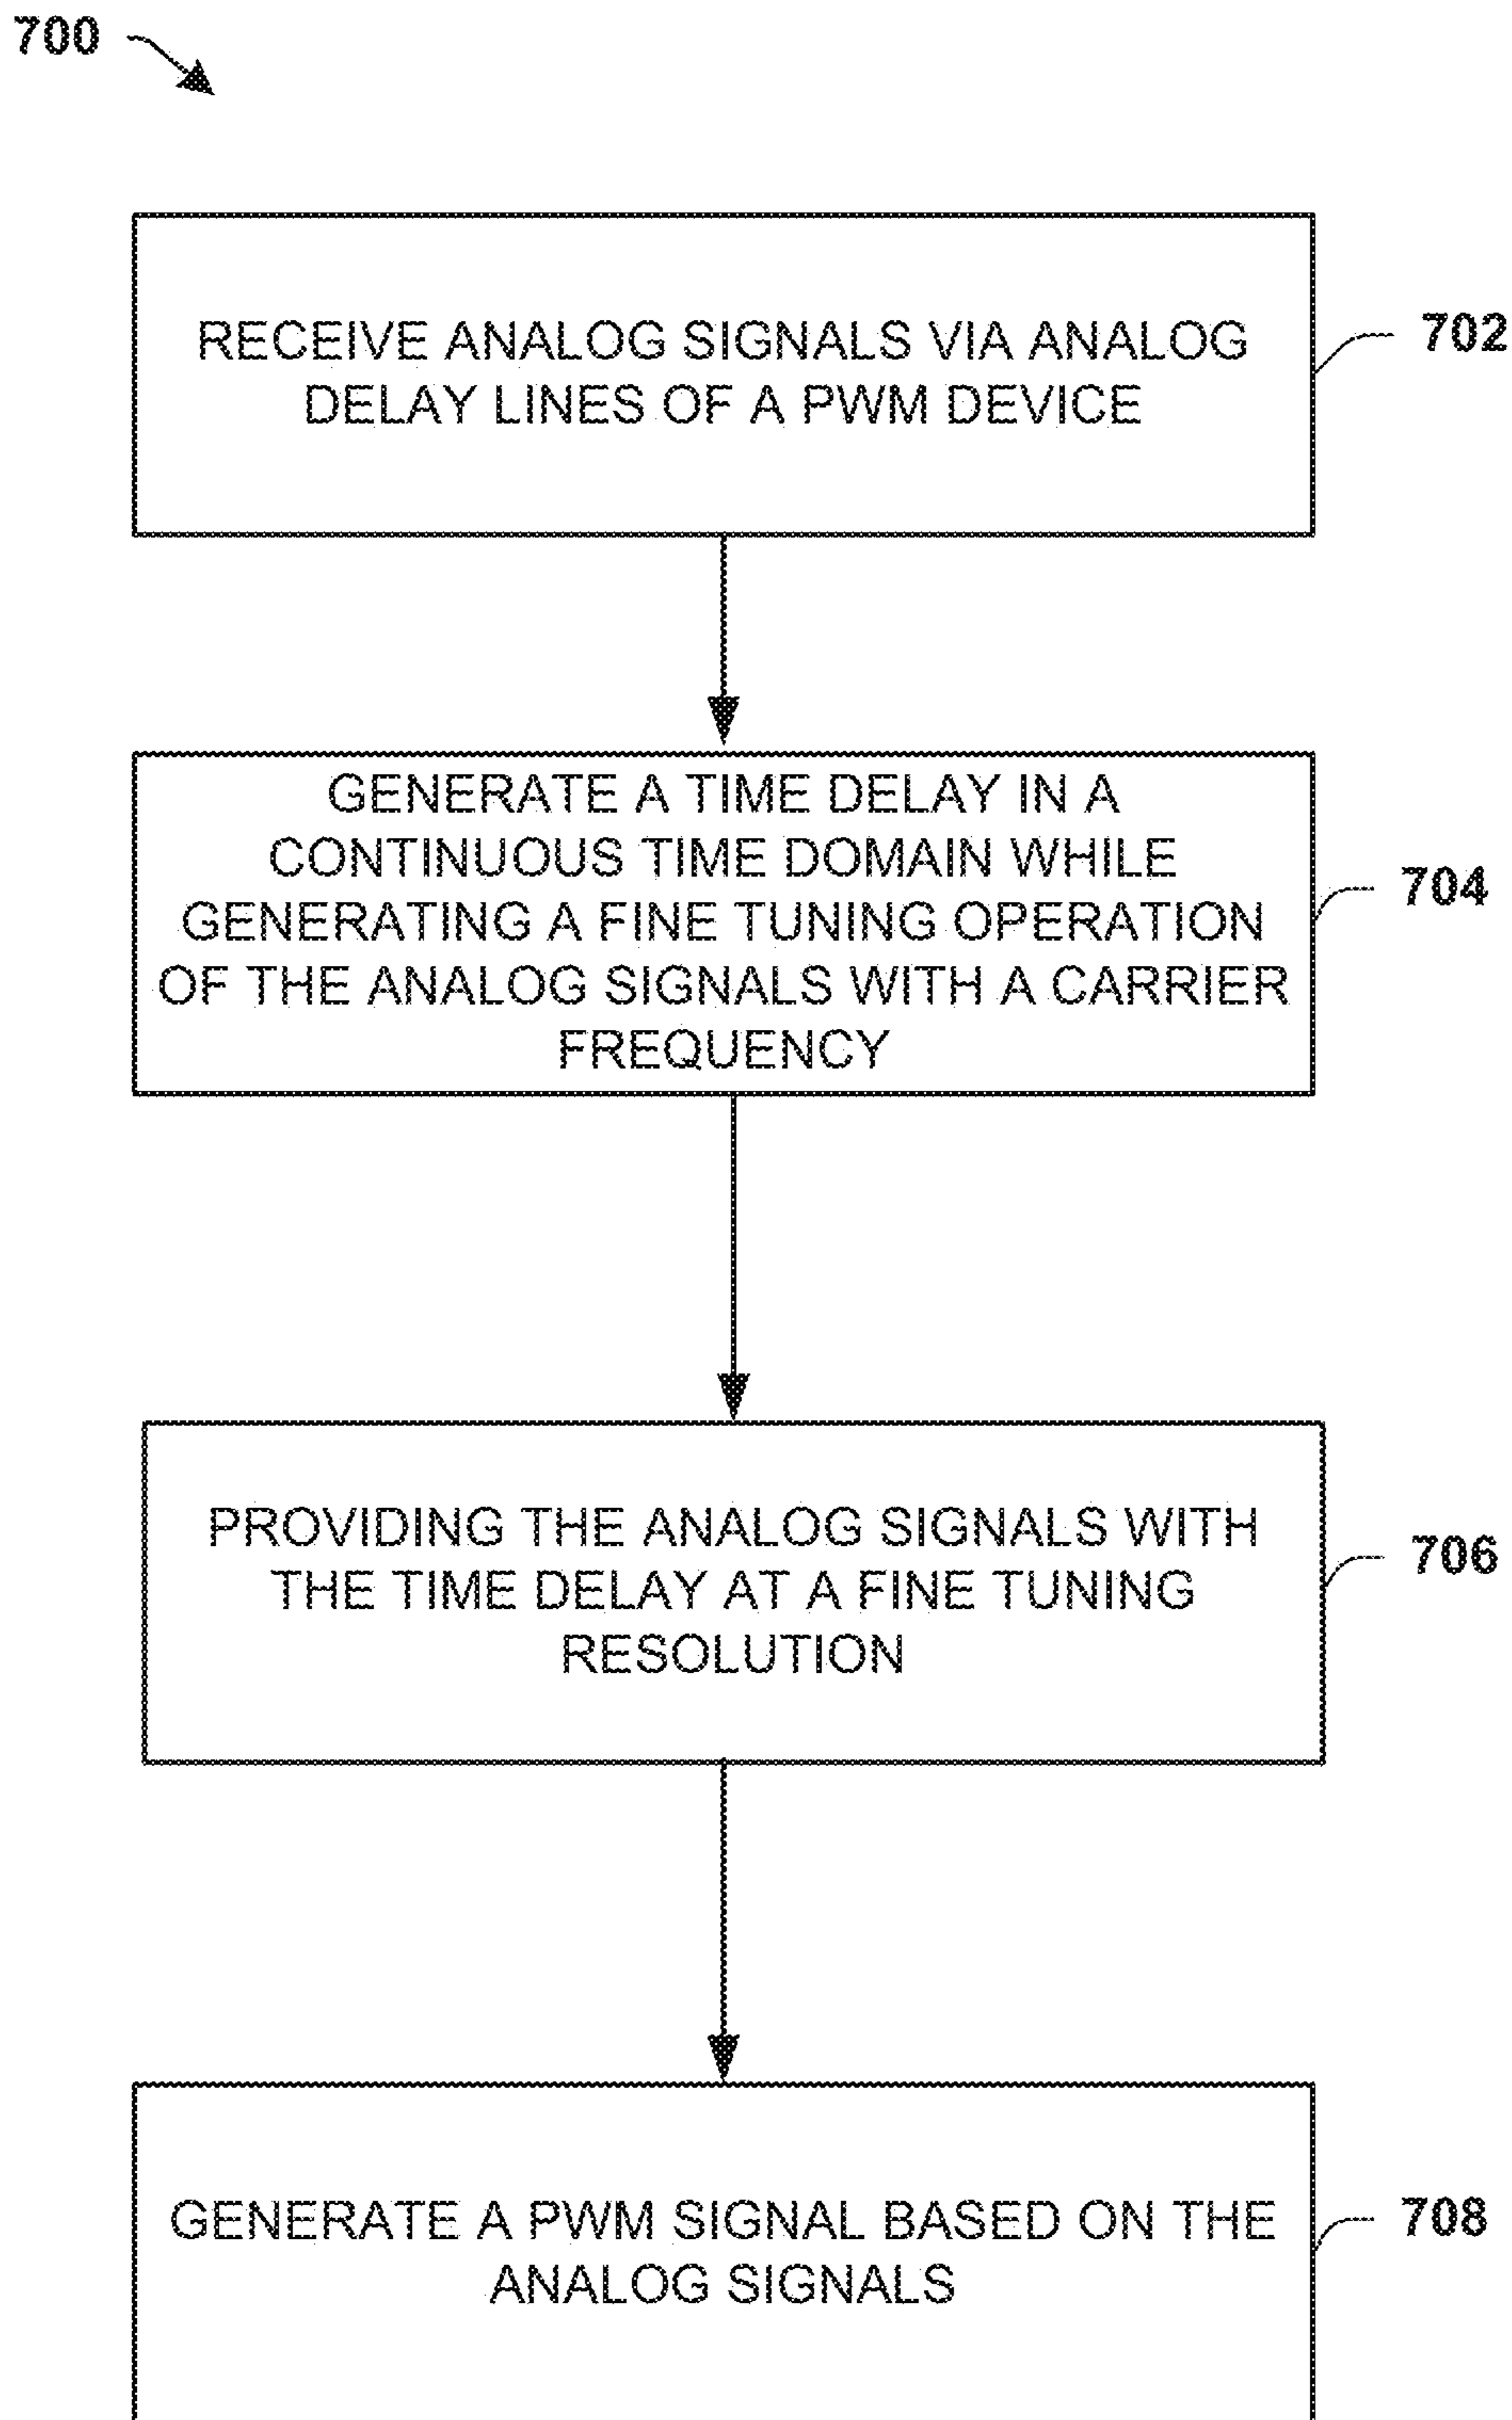 700
RECEIVE ANALOG SIGNALS VIA ANALOG
DELAY LINES OF A PWM DEVICE
702
GENERATE A TIME DELAY IN A
CONTINUOUS TIME DOMAIN WHILE
GENERATING A FINE TUNING OPERATION
OF THE ANALOG SIGNALS WITH A CARRIER
FREQUENCY
704
PROVIDING THE ANALOG SIGNALS WITH
THE TIME DELAY AT A FINE TUNING
RESOLUTION
706
GENERATE A PWM SIGNAL BASED ON THE
ANALOG SIGNALS
708